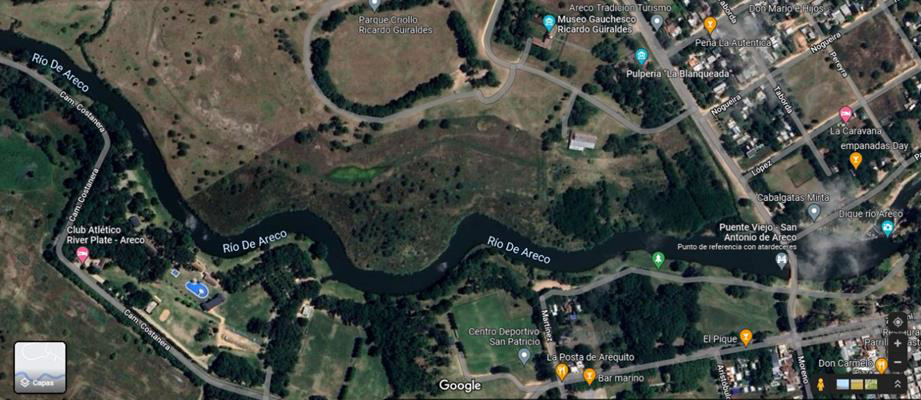 Parque Criollo
Ricardo Güiraldes
Areco Tradición Turismo
Museo Gauchesco
Ricardo Güiraldes
Don Mario e Hijos
Taborda
Peña La Autentica
Nogueira
Pereyra
Pulpería "La Blanqueada"
Río De Areco
Cam. Costanera
Nogueira
Taborda
La Caravana
empanadas Day
Lopez
Cam. Costanera
Cabalgatas Mirta
Dique río Areco
Club Atlético
River Plate - Areco
Río De Areco
Río De Areco
Puente Viejo - San
Antonio de Areco
Punto de referencia con atardeceres
Cam. Costanera
Martínez
Centro Deportivo
San Patricio
El Pique
La Posta de Arequito
Bar marino
Moreno
Don Carmelo
Capas
Google